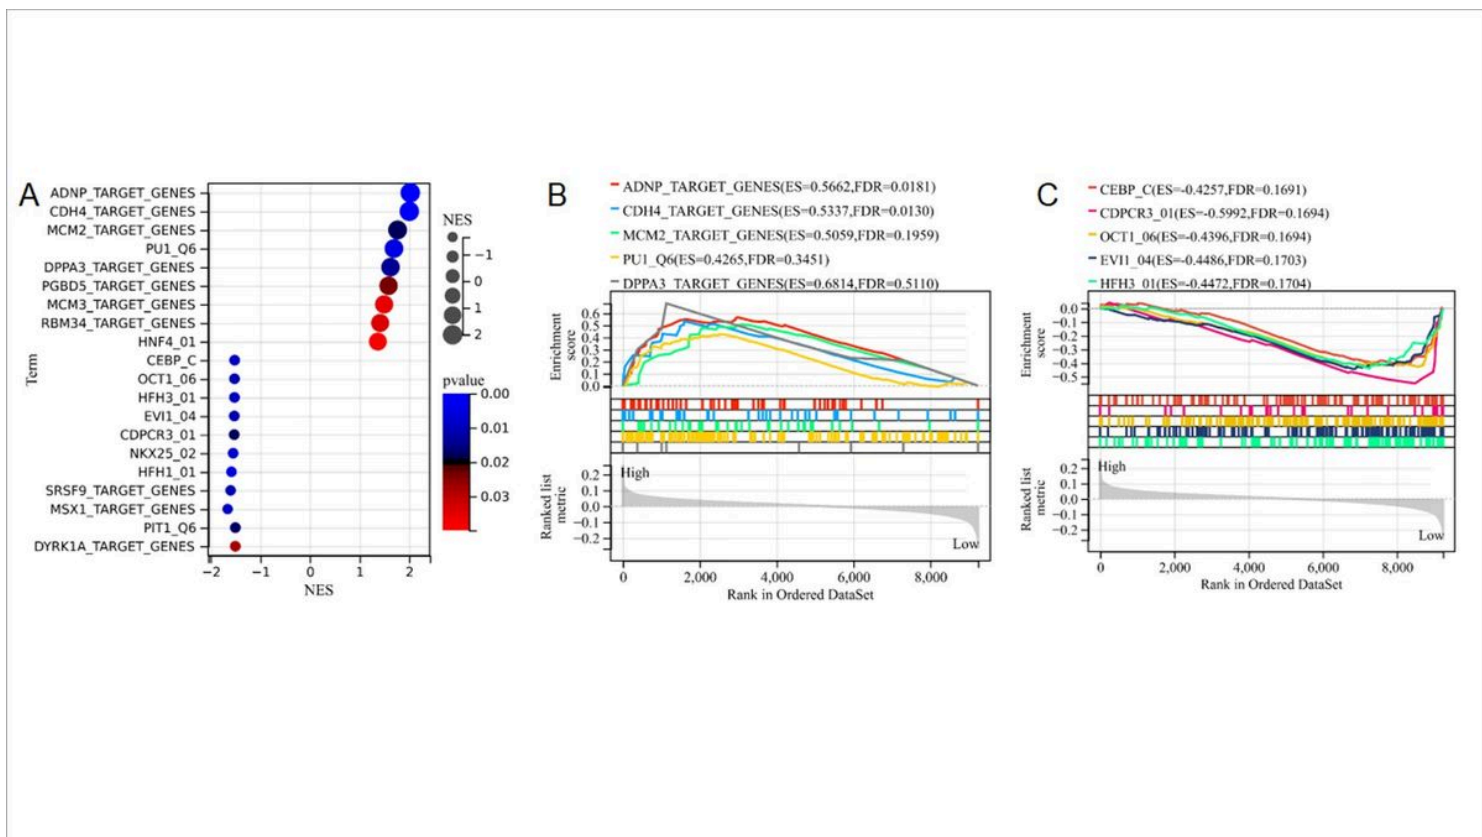 A
ADNP_TARGET_GENES
CDH4_TARGET_GENES
MCM2_TARGET_GENES
PU1_Q6
DPPA3_TARGET_GENES
PGBD5_TARGET_GENES
MCM3_TARGET_GENES
RBM34_TARGET_GENES
HNF4_01
CEBP_C
OCT1_06
HFH3_01
EVI1_04
CDPCR3_01
NKX25_02
HFH1_01
SRSF9_TARGET_GENES
MSX1_TARGET_GENES
PIT1_Q6
DYRK1A_TARGET_GENES
Term
−2 −1 0 1 2
NES
NES
−1
0
1
2
pvalue
0.00
0.01
0.02
0.03
B
ADNP_TARGET_GENES(ES=0.5662,FDR=0.0181)
CDH4_TARGET_GENES(ES=0.5337,FDR=0.0130)
MCM2_TARGET_GENES(ES=0.5059,FDR=0.1959)
PU1_Q6(ES=0.4265,FDR=0.3451)
DPPA3_TARGET_GENES(ES=0.6814,FDR=0.5110)
Enrichment
score
0.6
0.5
0.4
0.3
0.2
0.1
0.0
Ranked list
metric
0.2
0.1
0.0
−0.1
−0.2
High
Low
0 2,000 4,000 6,000 8,000
Rank in Ordered DataSet
C
CEBP_C(ES=-0.4257,FDR=0.1691)
CDPCR3_01(ES=-0.5992,FDR=0.1694)
OCT1_06(ES=-0.4396,FDR=0.1694)
EVI1_04(ES=-0.4486,FDR=0.1703)
HFH3_01(ES=-0.4472,FDR=0.1704)
Enrichment
score
0.0
−0.1
−0.2
−0.3
−0.4
−0.5
Ranked list
metric
0.2
0.1
0.0
−0.1
−0.2
High
Low
0 2,000 4,000 6,000 8,000
Rank in Ordered DataSet